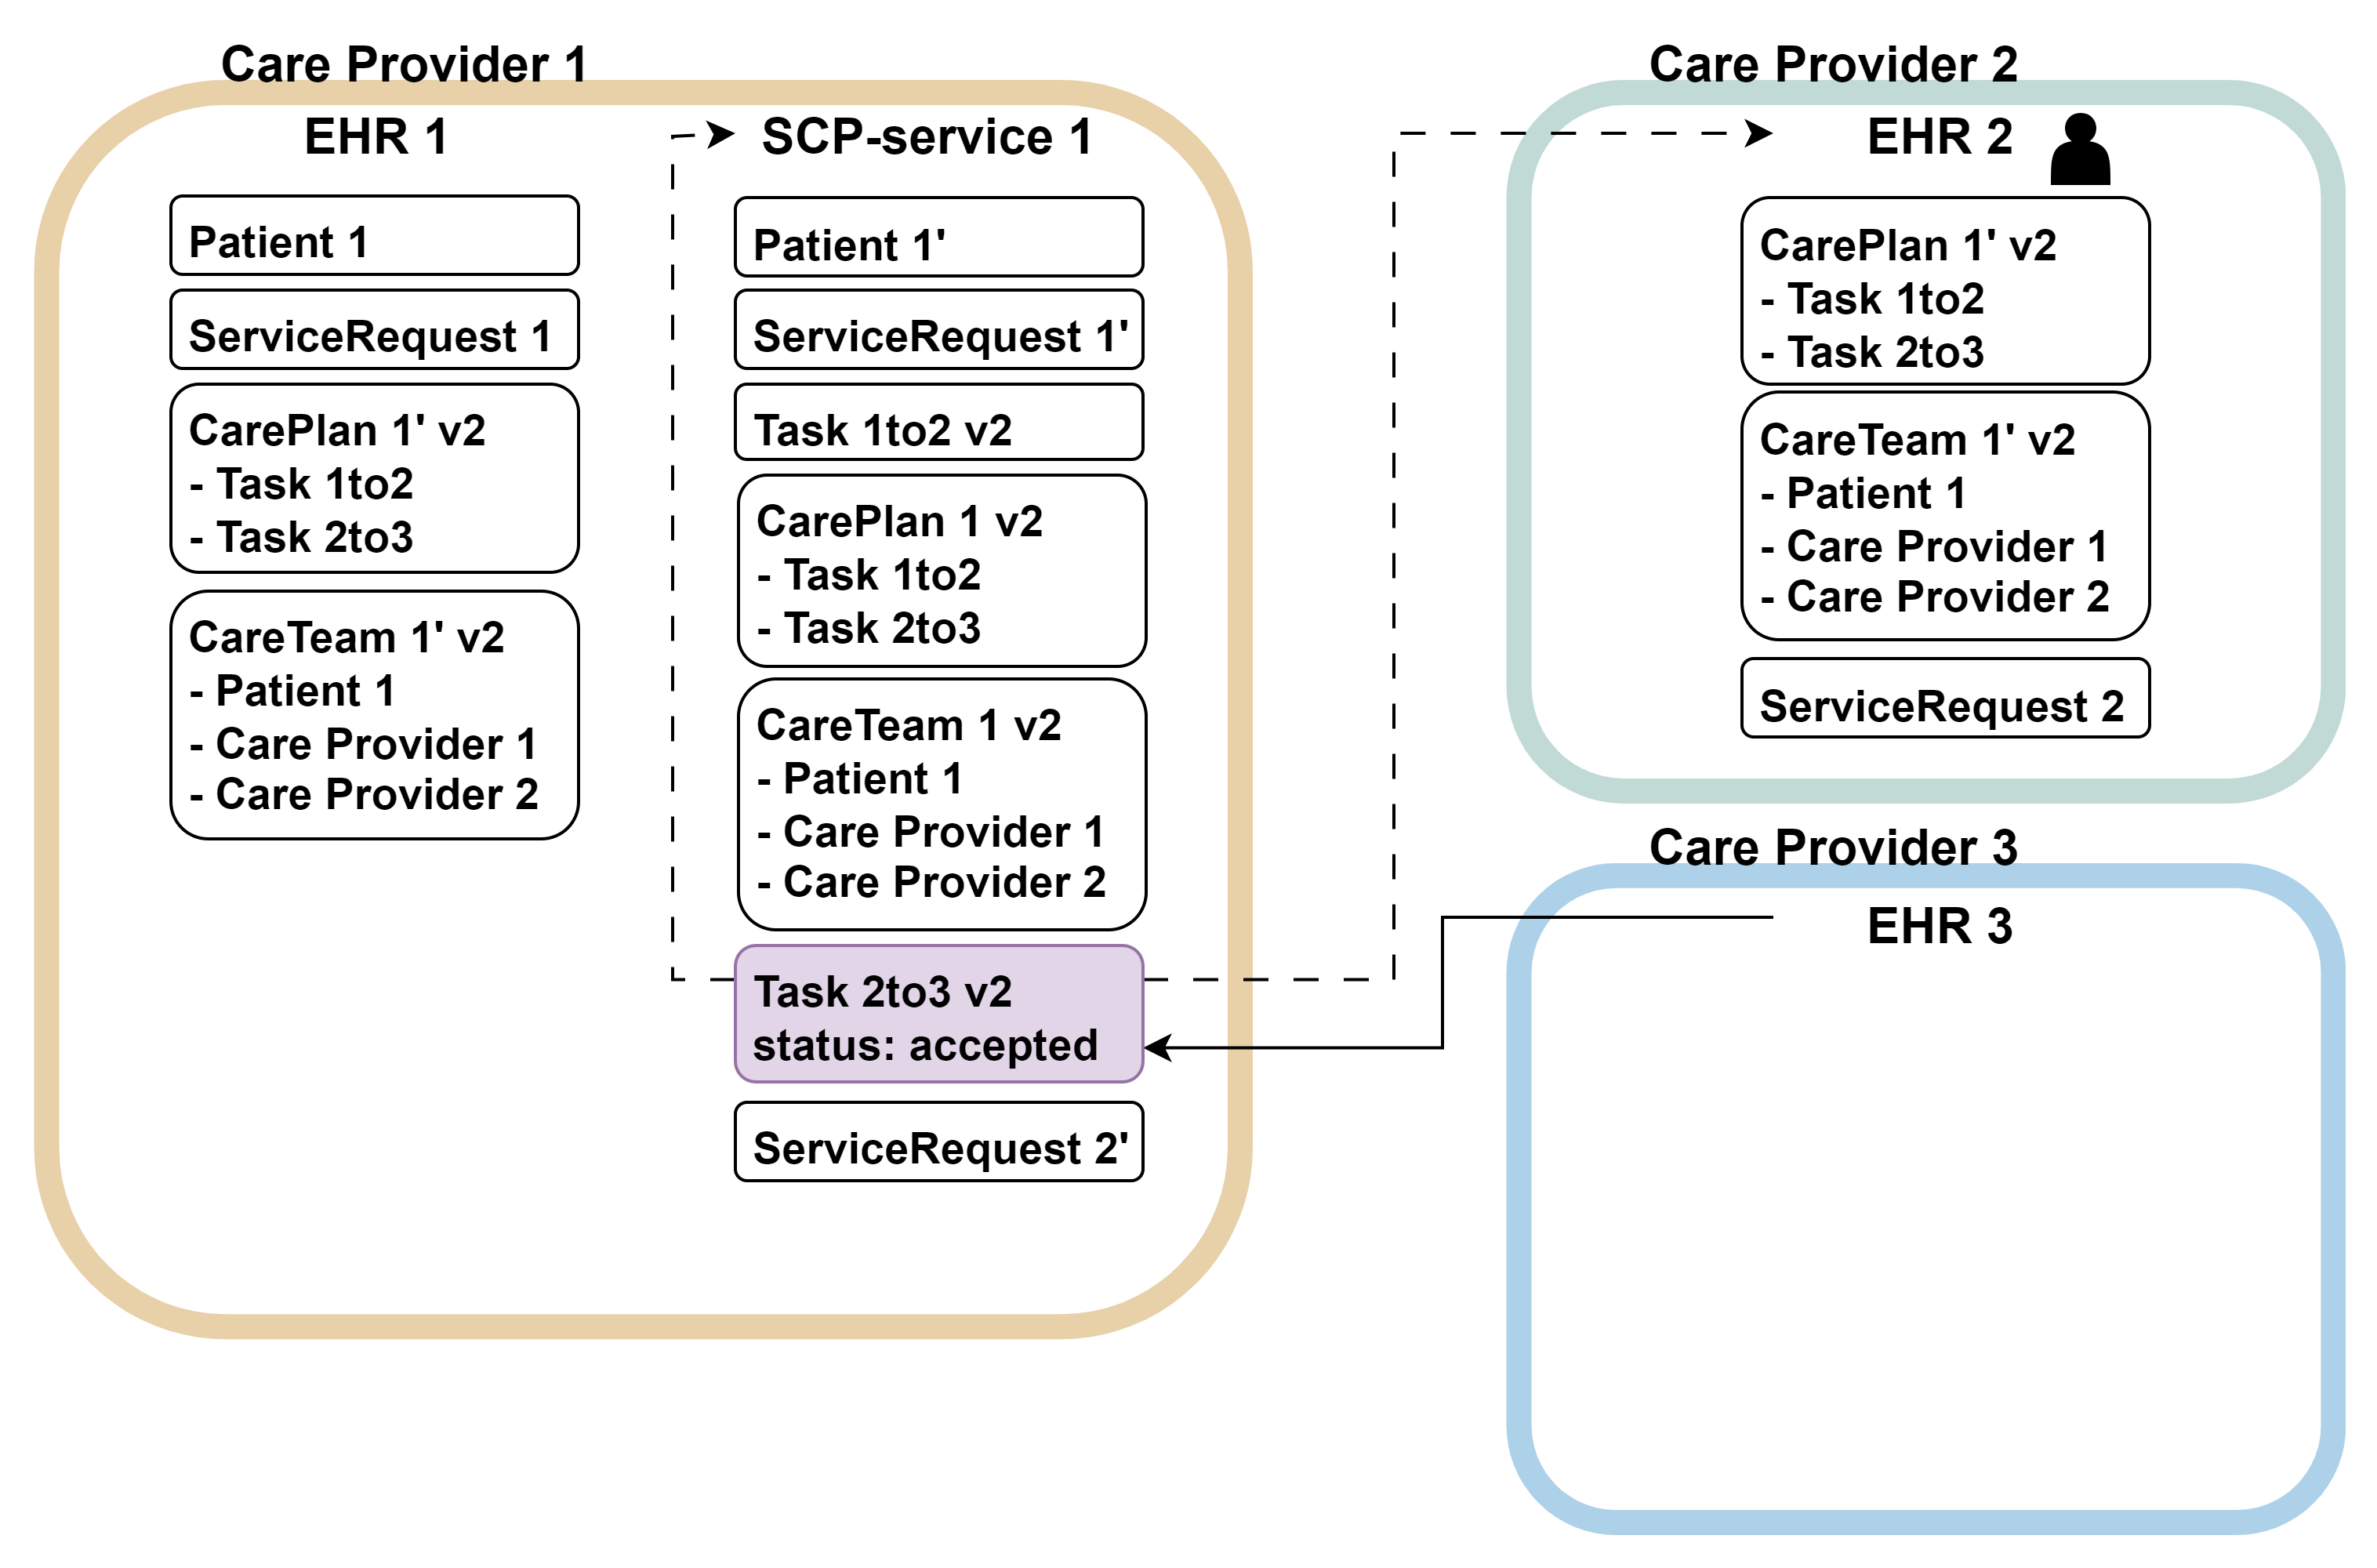 Care Provider 1
EHR 1
Patient 1
ServiceRequest 1
CarePlan 1' v2
- Task 1to2
- Task 2to3
CareTeam 1' v2
- Patient 1
- Care Provider 1
- Care Provider 2
SCP-service 1
Patient 1'
ServiceRequest 1'
Task 1to2 v2
CarePlan 1 v2
- Task 1to2
- Task 2to3
CareTeam 1 v2
- Patient 1
- Care Provider 1
- Care Provider 2
Task 2to3 v2
status: accepted
ServiceRequest 2'
Care Provider 2
EHR 2
CarePlan 1' v2
- Task 1to2
- Task 2to3
CareTeam 1' v2
- Patient 1
- Care Provider 1
- Care Provider 2
ServiceRequest 2
Care Provider 3
EHR 3